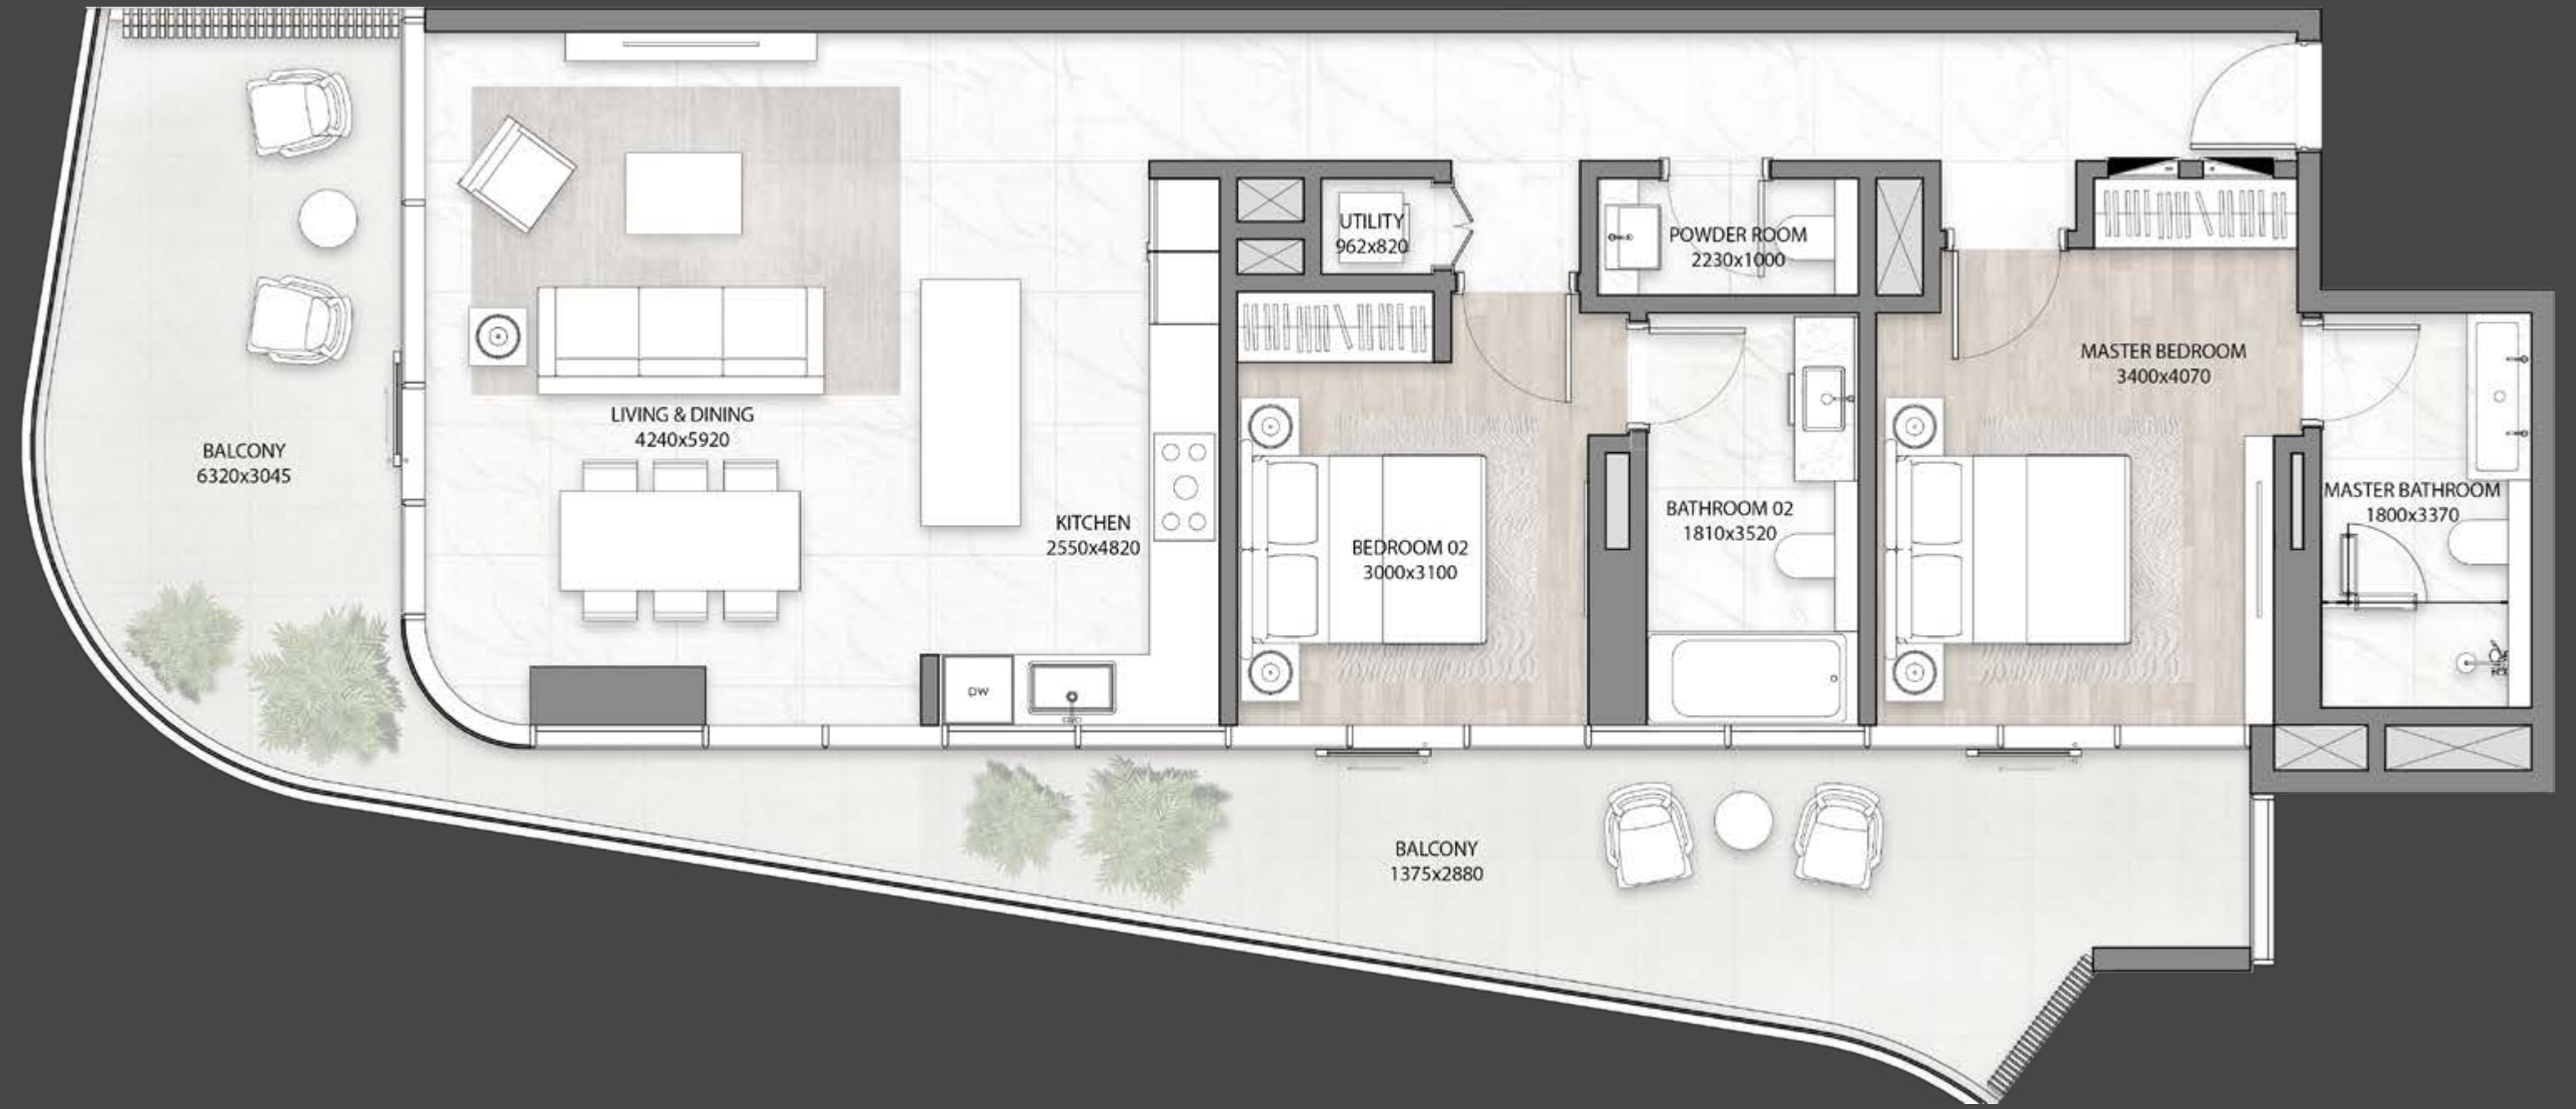 UTILITY
962x820
POWDER ROOM
2230x1000
MASTER BEDROOM
3400x4070
LIVING & DINING
4240x5920
BALCONY
6320x3045
KITCHEN
2550x4820
BEDROOM 02
3000x3100
BATHROOM 02
1810x3520
MASTER BATHROOM
1800x3370
DW
BALCONY
1375x2880